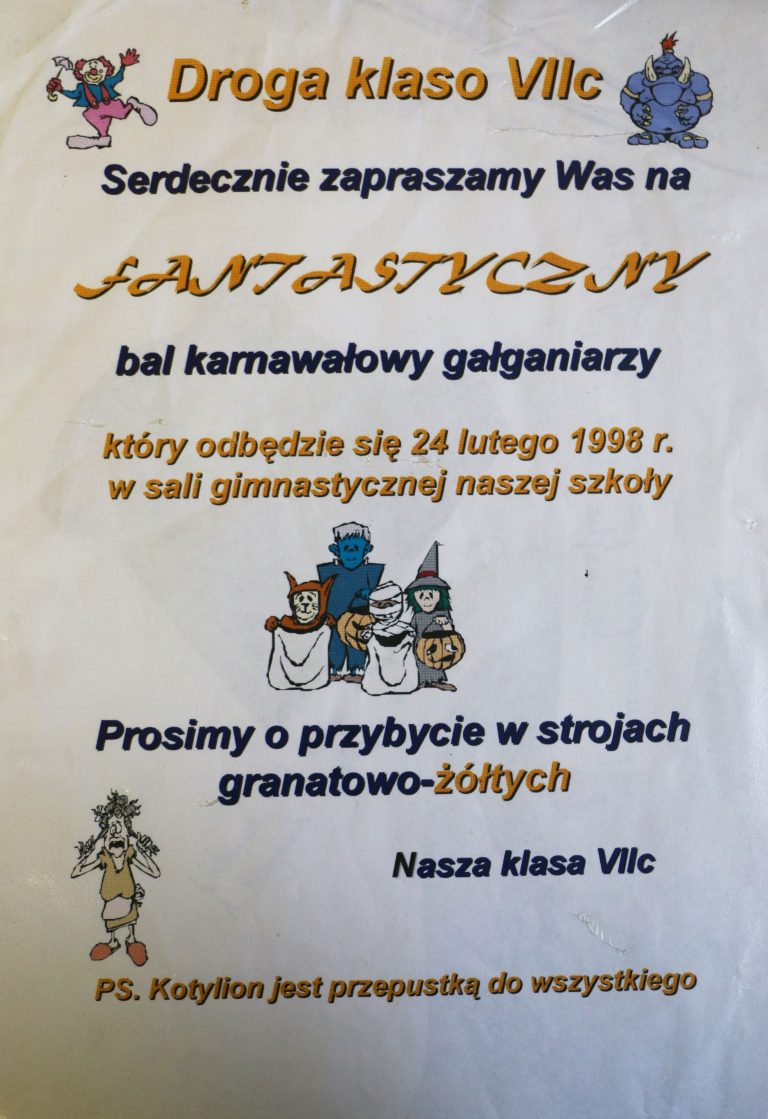 Droga klaso VIIc
Serdecznie zapraszamy Was na
FANTASTYCZNY
bal karnawałowy gałganiarzy
który odbędzie się 24 lutego 1998 r.
w sali gimnastycznej naszej szkoły
Prosimy o przybycie w strojach
granatowo-żółtych
Nasza klasa VIIc
PS. Kotylion jest przepustką do wszystkiego